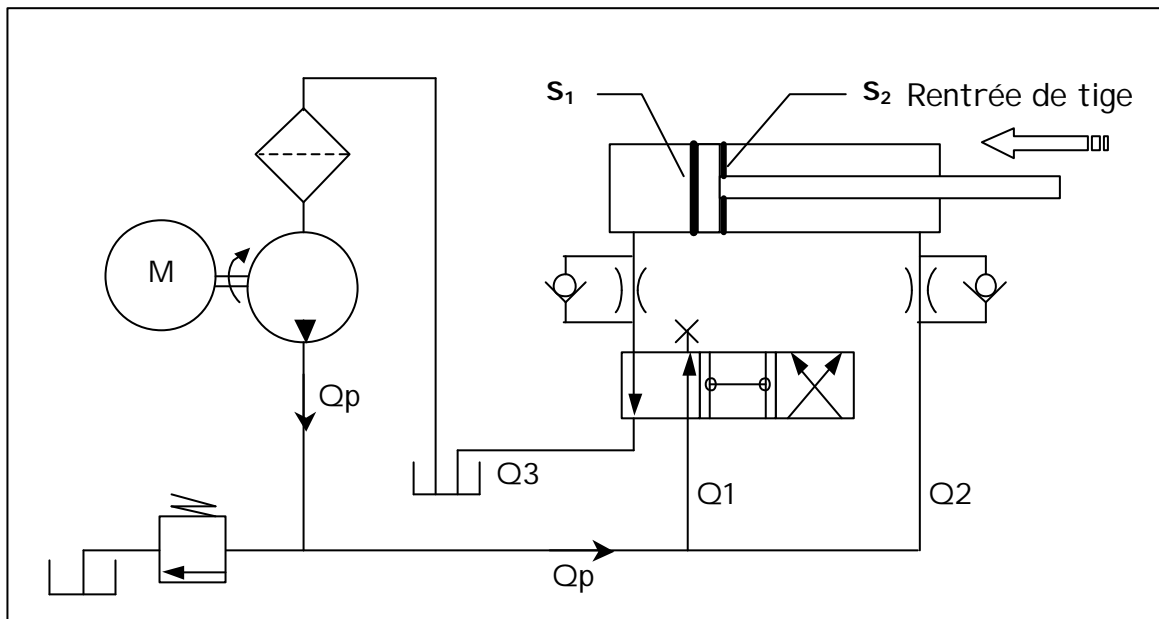 S₁
S₂ Rentrée de tige
M
Qp
Q3
Q1
Q2
Qp